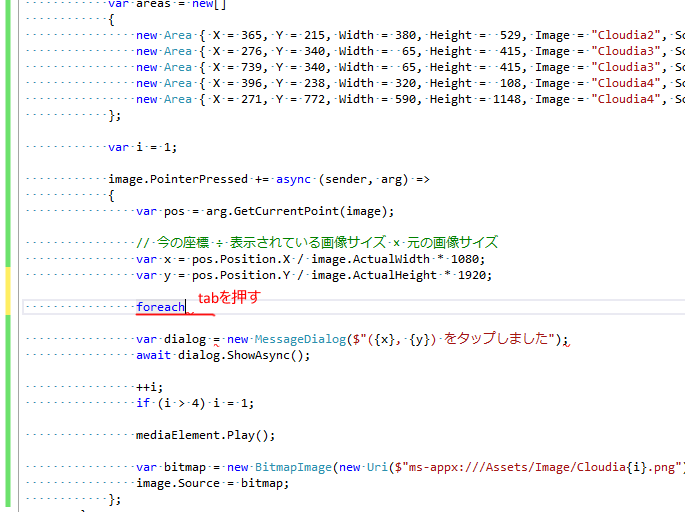 var areas = new[]
{
new Area { X = 365, Y = 215, Width = 380, Height = 529, Image = "Cloudia2", So
new Area { X = 276, Y = 340, Width = 65, Height = 415, Image = "Cloudia3", So
new Area { X = 739, Y = 340, Width = 65, Height = 415, Image = "Cloudia3", So
new Area { X = 396, Y = 238, Width = 320, Height = 108, Image = "Cloudia4", So
new Area { X = 271, Y = 772, Width = 590, Height = 1148, Image = "Cloudia4", So
};
var i = 1;
image.PointerPressed += async (sender, arg) =>
{
var pos = arg.GetCurrentPoint(image);
// 今の座標 ÷ 表示されている画像サイズ × 元の画像サイズ
var x = pos.Position.X / image.ActualWidth * 1080;
var y = pos.Position.Y / image.ActualHeight * 1920;
foreach tabを押す
var dialog = new MessageDialog($"({x}, {y}) をタップしました");
await dialog.ShowAsync();
++i;
if (i > 4) i = 1;
mediaElement.Play();
var bitmap = new BitmapImage(new Uri($"ms-appx:///Assets/Image/Cloudia{i}.png")
image.Source = bitmap;
};